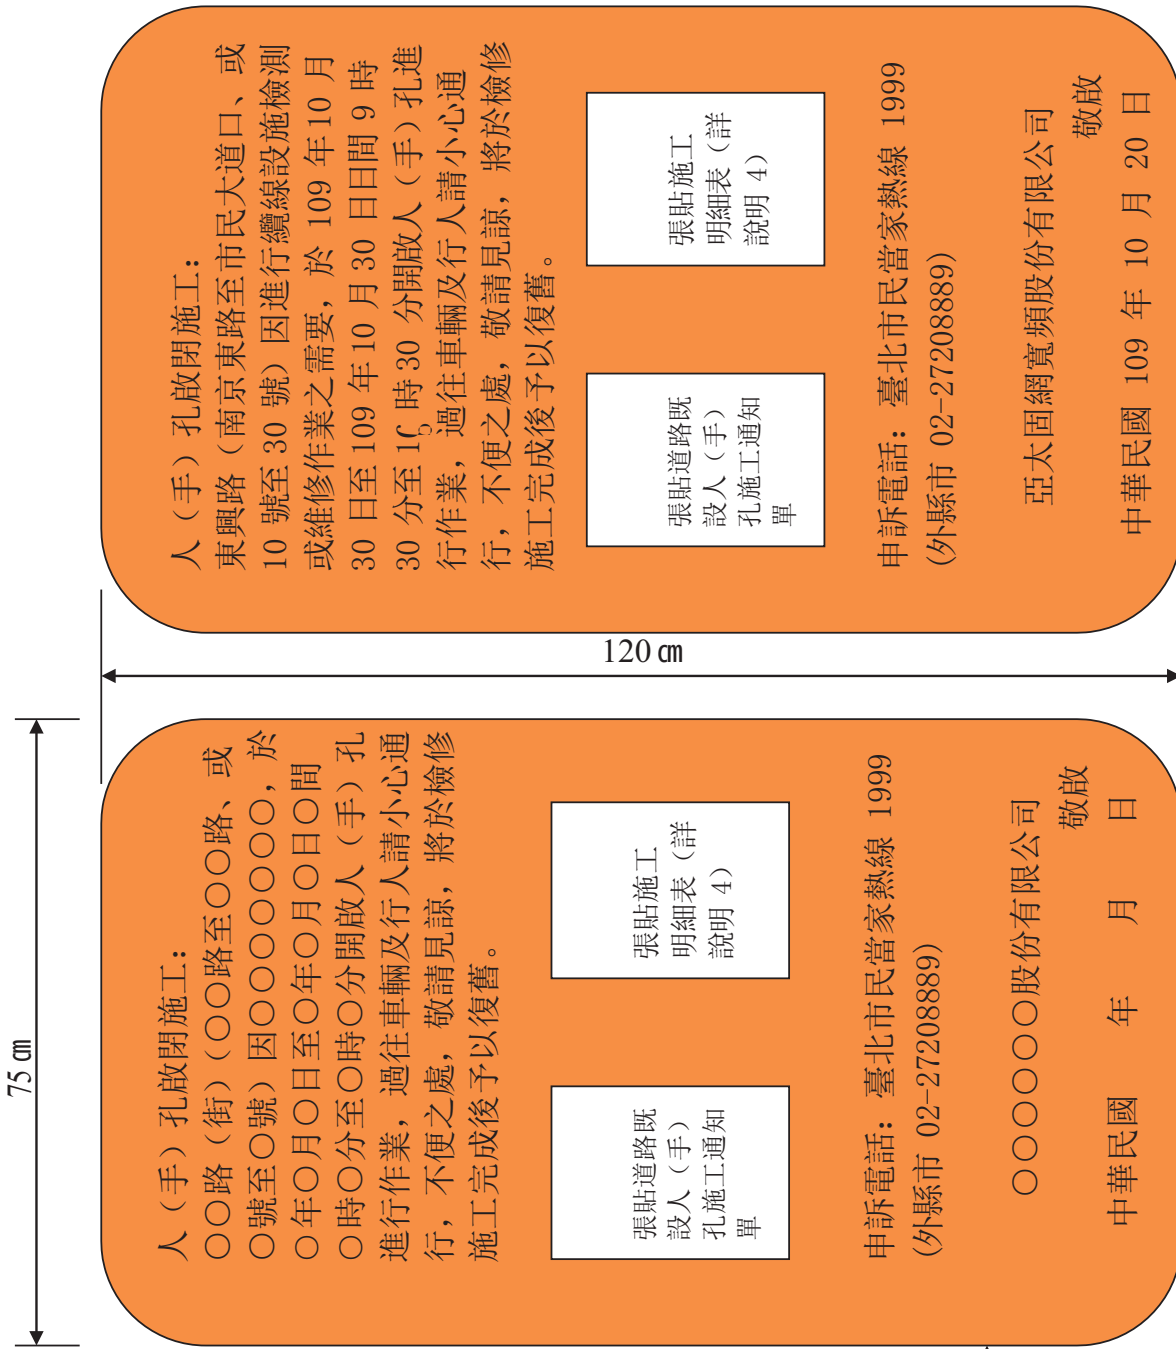 75 ㎝
人（手）孔啟閉施工：
○○路（街）（○○路至○○路、或
○號至○號）因○○○○○○○，於
○年○月○日至○年○月○日○間
○時○分至○時○分開啟人（手）孔
進行作業，過往車輛及行人請小心通
行，不便之處，敬請見諒，將於檢修
施工完成後予以復舊。
張貼道路既
設人（手）
孔施工通知
單
張貼施工
明細表（詳
說明 4）
申訴電話：臺北市民當家熱線 1999
(外縣市 02-27208889)
○○○○○○股份有限公司
敬啟
中華民國 年 月 日
120 ㎝
人（手）孔啟閉施工：
東興路（南京東路至市民大道口、或
10 號至 30 號）因進行纜線設施檢測
或維修作業之需要，於 109 年 10 月
30 日至 109 年 10 月 30 日日間 9 時
30 分至 10 時 30 分開啟人（手）孔進
行作業，過往車輛及行人請小心通
行，不便之處，敬請見諒，將於檢修
施工完成後予以復舊。
張貼道路既
設人（手）
孔施工通知
單
張貼施工
明細表（詳
說明 4）
申訴電話：臺北市民當家熱線 1999
(外縣市 02-27208889)
亞太固網寬頻股份有限公司
敬啟
中華民國 109 年 10 月 20 日